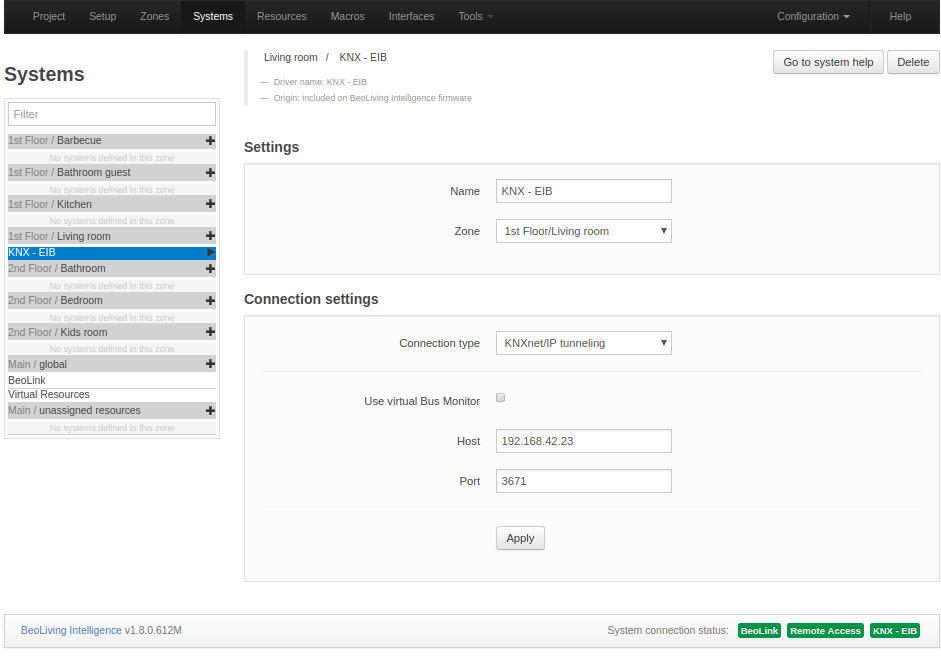 Project Setup Zones Systems Resources Macros Interfaces Tools Configuration Help
Systems
Filter
1st Floor / Barbecue
No systems defined in this zone
1st Floor / Bathroom guest
No systems defined in this zone
1st Floor / Kitchen
No systems defined in this zone
1st Floor / Living room
KNX - EIB
2nd Floor / Bathroom
No systems defined in this zone
2nd Floor / Bedroom
No systems defined in this zone
2nd Floor / Kids room
No systems defined in this zone
Main / global
BeoLink
Virtual Resources
Main / unassigned resources
No systems defined in this zone
Living room / KNX - EIB
— Driver name: KNX - EIB
— Origin: included on BeoLiving Intelligence firmware
Go to system help Delete
Settings
Name KNX - EIB
Zone 1st Floor/Living room
Connection settings
Connection type KNXnet/IP tunneling
Use virtual Bus Monitor
Host 192.168.42.23
Port 3671
Apply
BeoLiving Intelligence v1.8.0.612M System connection status: BeoLink Remote Access KNX - EIB